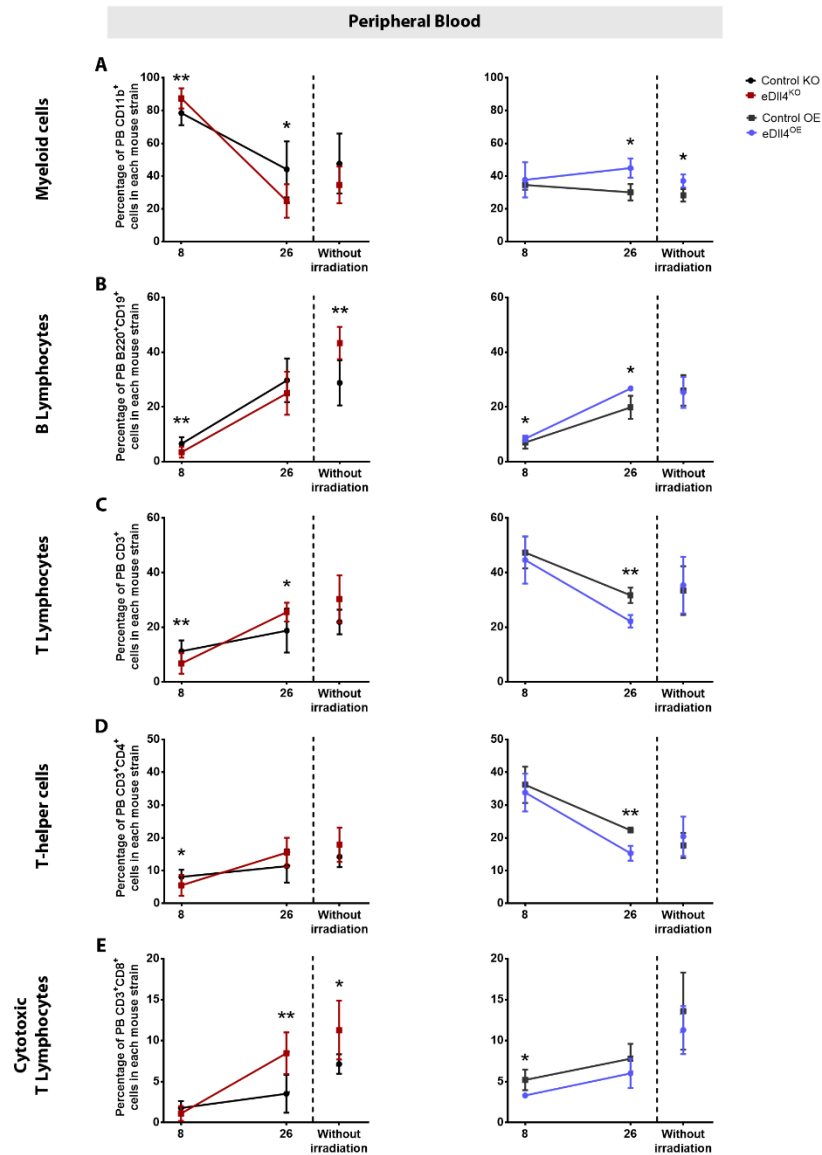 Peripheral Blood
A
Myeloid cells
Percentage of PB CD11b⁺
cells in each mouse strain
100
80
60
40
20
0
**
*
8
26
Without
irradiation
100
80
60
40
20
0
*
*
8
26
Without
irradiation
Control KO
eDll4ᴷᴼ
Control OE
eDll4ᴼᴱ
B
B Lymphocytes
Percentage of PB B220⁺CD19⁺
cells in each mouse strain
60
40
20
0
**
**
8
26
Without
irradiation
60
40
20
0
*
*
8
26
Without
irradiation
C
T Lymphocytes
Percentage of PB CD3⁺
cells in each mouse strain
60
40
20
0
**
*
8
26
Without
irradiation
60
40
20
0
**
8
26
Without
irradiation
D
T-helper cells
Percentage of PB CD3⁺CD4⁺
cells in each mouse strain
50
40
30
20
10
0
*
8
26
Without
irradiation
50
40
30
20
10
0
**
8
26
Without
irradiation
E
Cytotoxic
T Lymphocytes
Percentage of PB CD3⁺CD8⁺
cells in each mouse strain
20
15
10
5
0
**
*
8
26
Without
irradiation
20
15
10
5
0
*
8
26
Without
irradiation